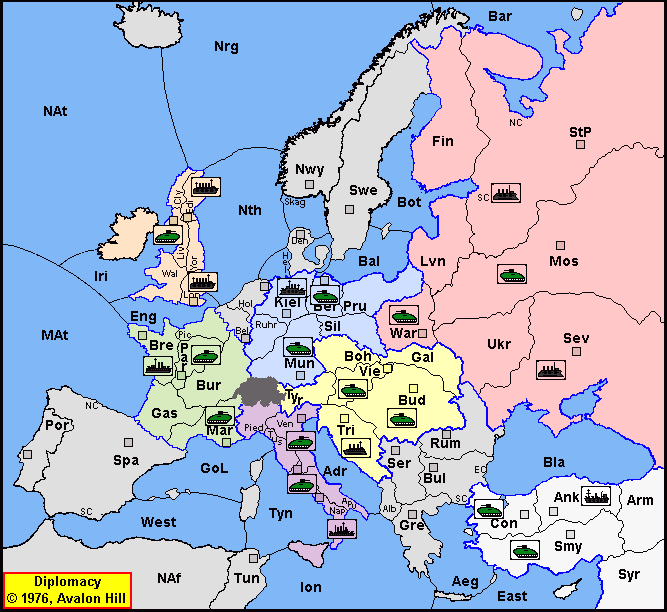 Bar
Nrg
NAt
StP
NC
Fin
Nwy
Swe
SC
Cly
Edi
Skag
Nth
Bot
Den
Lvn
Mos
Bal
Hel
Iri
Wal
Liv
Yor
Hol
Kiel
Ber
Pru
MAt
Eng
Ruhr
Sil
War
Bel
Pic
Bre
Par
Mun
Boh
Gal
Ukr
Sev
Vie
Bur
Tyr
Bud
Gas
Mar
Pied
Ven
Tus
Tri
NC
Por
Spa
GoL
Adr
Rum
Ser
Bul
EC
Bla
SC
West
Tyn
Apu
Nap
Alb
Gre
SC
Con
Ank
Arm
Smy
Syr
NAf
Tun
Ion
Aeg
East
Diplomacy
© 1976, Avalon Hill